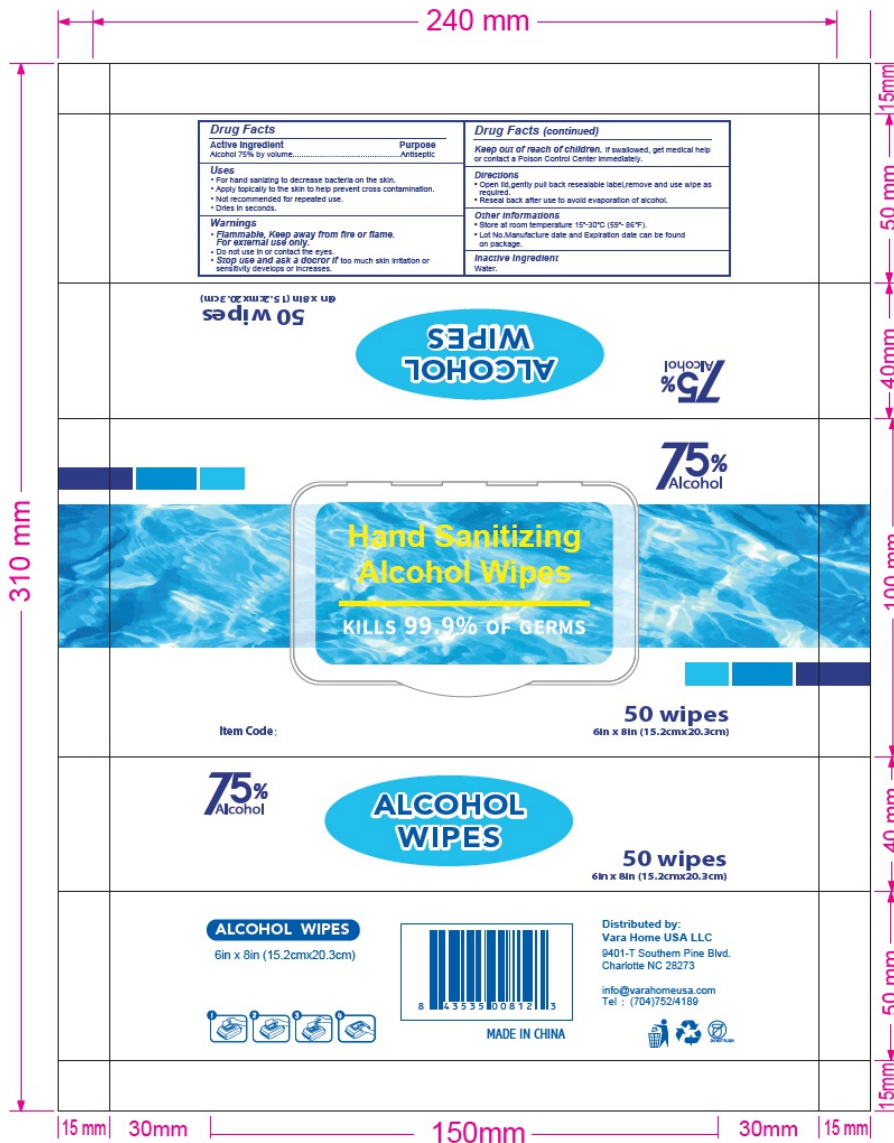 240 mm
15mm
50 mm
40mm
100 mm
40 mm
50 mm
15mm
310 mm
Drug Facts
Active Ingredient Purpose
Alcohol 75% by volume..................................................Antiseptic
Uses
• For hand sanizing to decrease bacteria on the skin.
• Apply topically to the skin to help prevent cross contamination.
• Not recommended for repeated use.
• Dries in seconds.
Warnings
• Flammable, Keep away from fire or flame.
For external use only.
• Do not use in or contact the eyes.
• Stop use and ask a docror if too much skin irritation or
sensitivity develops or increases.
Drug Facts (continued)
Keep out of reach of children. If swallowed, get medical help
or contact a Poison Control Center immediately.
Directions
• Open lid,gently pull back resealable label,remove and use wipe as
required.
• Reseal back after use to avoid evaporation of alcohol.
Other informations
• Store at room temperature 15°-30°C (59°- 86°F).
• Lot No.Manufacture date and Expiration date can be found
on package.
Inactive Ingredient
Water.
50 wipes
6in x 8in (15.2cmx20.3cm)
ALCOHOL
WIPES
75%
Alcohol
75%
Alcohol
Hand Sanitizing
Alcohol Wipes
KILLS 99.9% OF GERMS
50 wipes
6in x 8in (15.2cmx20.3cm)
Item Code:
75%
Alcohol
ALCOHOL
WIPES
50 wipes
6in x 8in (15.2cmx20.3cm)
ALCOHOL WIPES
6in x 8in (15.2cmx20.3cm)
1 2 3 4
8 43535 00812 3
MADE IN CHINA
Distributed by:
Vara Home USA LLC
9401-T Southern Pine Blvd.
Charlotte NC 28273
info@varahomeusa.com
Tel : (704)752/4189
DO NOT FLUSH
15 mm 30mm 150mm 30mm 15 mm